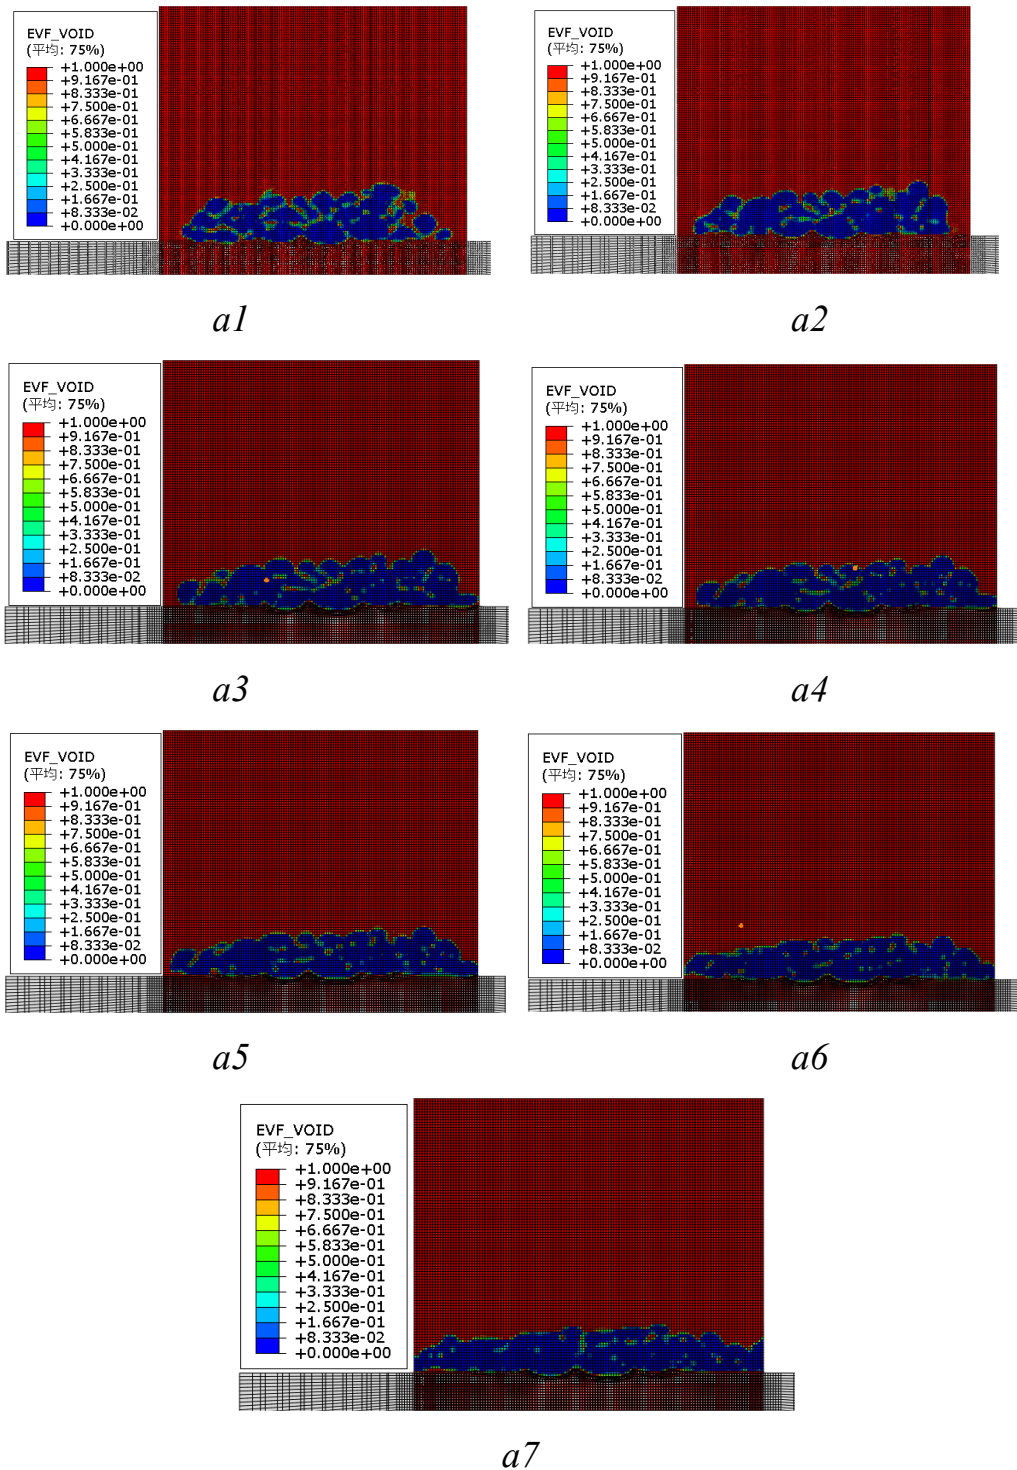 EVF_VOID
(平均: 75%)
+1.000e+00
+9.167e-01
+8.333e-01
+7.500e-01
+6.667e-01
+5.833e-01
+5.000e-01
+4.167e-01
+3.333e-01
+2.500e-01
+1.667e-01
+8.333e-02
+0.000e+00
a1
EVF_VOID
(平均: 75%)
+1.000e+00
+9.167e-01
+8.333e-01
+7.500e-01
+6.667e-01
+5.833e-01
+5.000e-01
+4.167e-01
+3.333e-01
+2.500e-01
+1.667e-01
+8.333e-02
+0.000e+00
a2
EVF_VOID
(平均: 75%)
+1.000e+00
+9.167e-01
+8.333e-01
+7.500e-01
+6.667e-01
+5.833e-01
+5.000e-01
+4.167e-01
+3.333e-01
+2.500e-01
+1.667e-01
+8.333e-02
+0.000e+00
a3
EVF_VOID
(平均: 75%)
+1.000e+00
+9.167e-01
+8.333e-01
+7.500e-01
+6.667e-01
+5.833e-01
+5.000e-01
+4.167e-01
+3.333e-01
+2.500e-01
+1.667e-01
+8.333e-02
+0.000e+00
a4
EVF_VOID
(平均: 75%)
+1.000e+00
+9.167e-01
+8.333e-01
+7.500e-01
+6.667e-01
+5.833e-01
+5.000e-01
+4.167e-01
+3.333e-01
+2.500e-01
+1.667e-01
+8.333e-02
+0.000e+00
a5
EVF_VOID
(平均: 75%)
+1.000e+00
+9.167e-01
+8.333e-01
+7.500e-01
+6.667e-01
+5.833e-01
+5.000e-01
+4.167e-01
+3.333e-01
+2.500e-01
+1.667e-01
+8.333e-02
+0.000e+00
a6
EVF_VOID
(平均: 75%)
+1.000e+00
+9.167e-01
+8.333e-01
+7.500e-01
+6.667e-01
+5.833e-01
+5.000e-01
+4.167e-01
+3.333e-01
+2.500e-01
+1.667e-01
+8.333e-02
+0.000e+00
a7